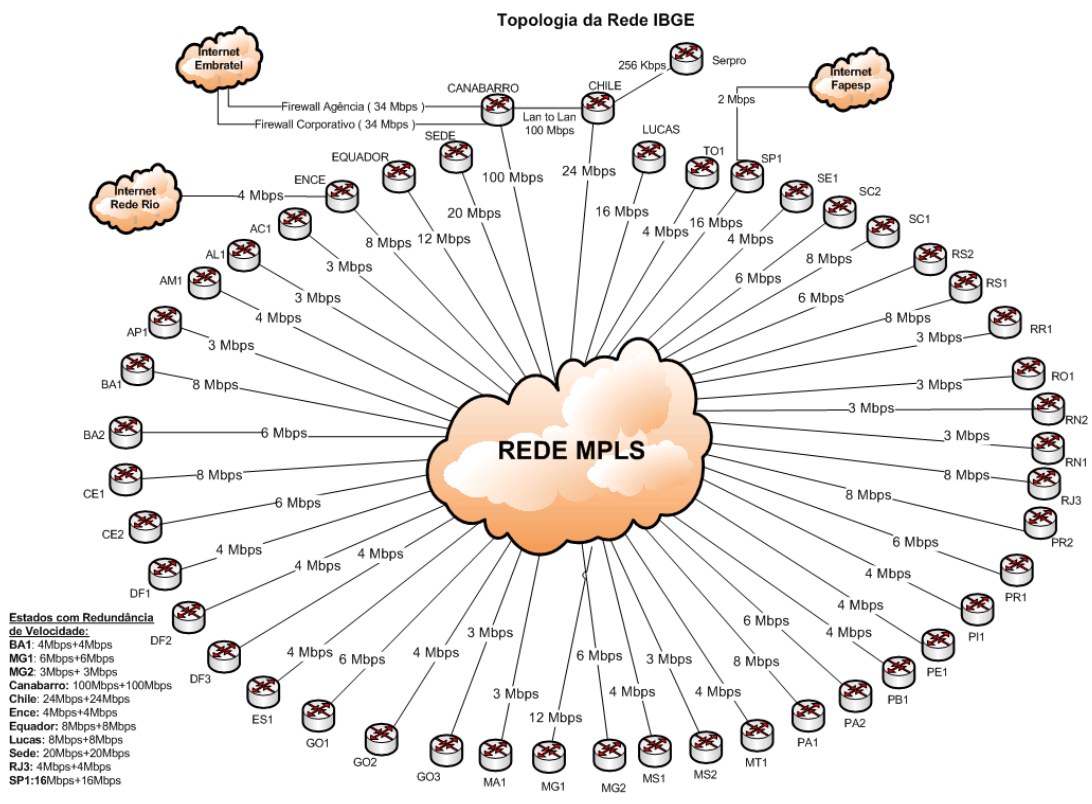 Topologia da Rede IBGE
Internet
Embratel
Serpro
256 Kbps
Internet
Fapesp
2 Mbps
CANABARRO
CHILE
Firewall Agência ( 34 Mbps )
Firewall Corporativo ( 34 Mbps )
Lan to Lan
100 Mbps
SEDE
LUCAS
TO1
SP1
EQUADOR
ENCE
SE1
SC2
SC1
Internet
Rede Rio
4 Mbps
100 Mbps
24 Mbps
20 Mbps
16 Mbps
4 Mbps
16 Mbps
4 Mbps
12 Mbps
8 Mbps
6 Mbps
8 Mbps
AC1
3 Mbps
AL1
3 Mbps
AM1
4 Mbps
AP1
3 Mbps
BA1
8 Mbps
BA2
6 Mbps
CE1
8 Mbps
CE2
6 Mbps
DF1
4 Mbps
DF2
4 Mbps
DF3
4 Mbps
RS2
6 Mbps
RS1
8 Mbps
RR1
3 Mbps
RO1
3 Mbps
RN2
3 Mbps
RN1
3 Mbps
RJ3
8 Mbps
PR2
8 Mbps
PR1
6 Mbps
PI1
4 Mbps
PE1
4 Mbps
PB1
4 Mbps
PA2
6 Mbps
PA1
8 Mbps
MT1
4 Mbps
MS2
3 Mbps
MS1
4 Mbps
MG2
6 Mbps
MG1
12 Mbps
MA1
3 Mbps
GO3
3 Mbps
GO2
4 Mbps
GO1
6 Mbps
ES1
4 Mbps
REDE MPLS
Estados com Redundância
de Velocidade:
BA1: 4Mbps+4Mbps
MG1: 6Mbps+6Mbps
MG2: 3Mbps+ 3Mbps
Canabarro: 100Mbps+100Mbps
Chile: 24Mbps+24Mbps
Ence: 4Mbps+4Mbps
Equador: 8Mbps+8Mbps
Lucas: 8Mbps+8Mbps
Sede: 20Mbps+20Mbps
RJ3: 4Mbps+4Mbps
SP1:16Mbps+16Mbps